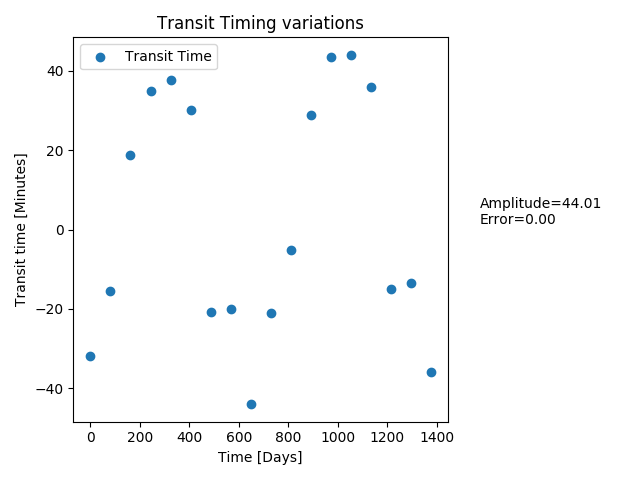 Transit Timing variations
Transit Time
Transit time [Minutes]
40
20
0
−20
−40
0 200 400 600 800 1000 1200 1400
Time [Days]
Amplitude=44.01
Error=0.00